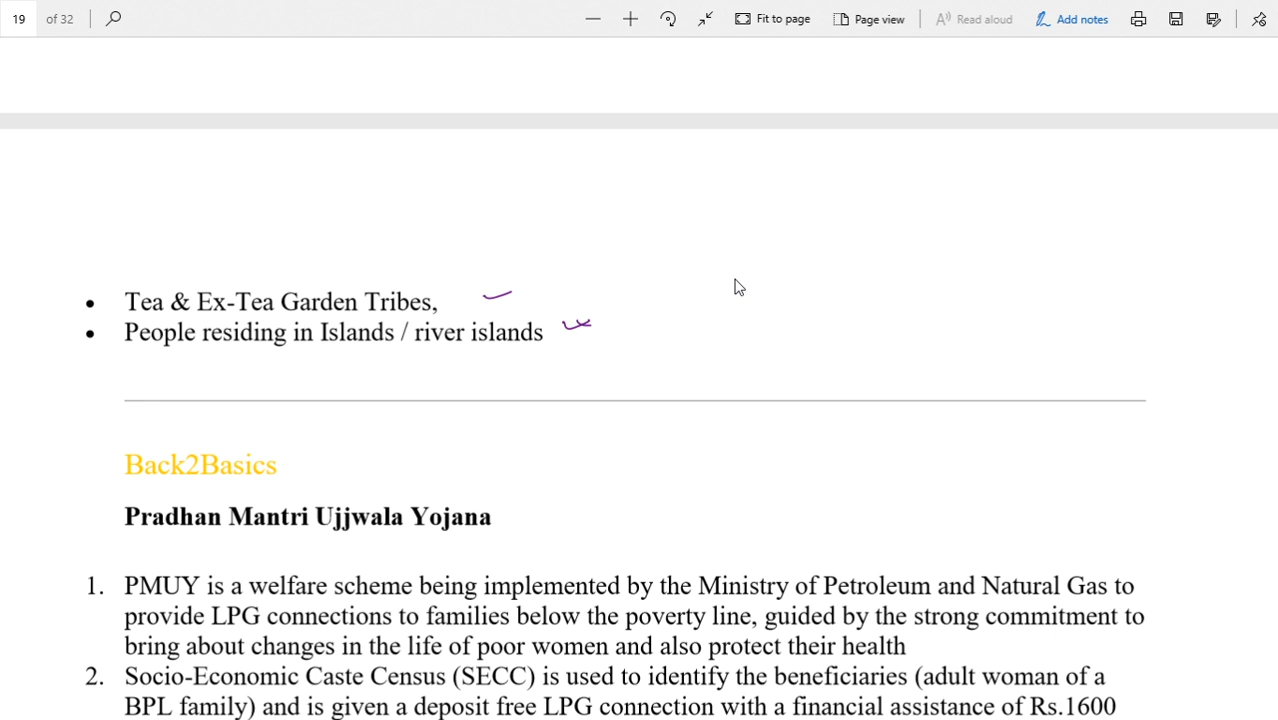 19 of 32 Fit to page Page view Read aloud Add notes
• Tea & Ex-Tea Garden Tribes,
• People residing in Islands / river islands
Back2Basics
Pradhan Mantri Ujjwala Yojana
1. PMUY is a welfare scheme being implemented by the Ministry of Petroleum and Natural Gas to
provide LPG connections to families below the poverty line, guided by the strong commitment to
bring about changes in the life of poor women and also protect their health
2. Socio-Economic Caste Census (SECC) is used to identify the beneficiaries (adult woman of a
BPL family) and is given a deposit free LPG connection with a financial assistance of Rs.1600